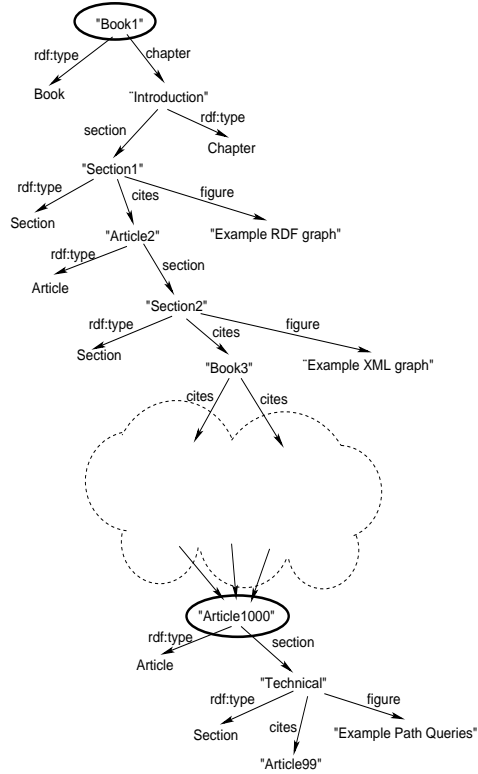 "Book1"
rdf:type
chapter
Book
¨Introduction"
section
rdf:type
Chapter
"Section1"
rdf:type
cites
figure
Section
"Example RDF graph"
"Article2"
rdf:type
section
Article
"Section2"
rdf:type
cites
figure
Section
"Book3"
¨Example XML graph"
cites
cites
"Article1000"
rdf:type
section
Article
"Technical"
rdf:type
figure
cites
Section
"Example Path Queries"
"Article99"